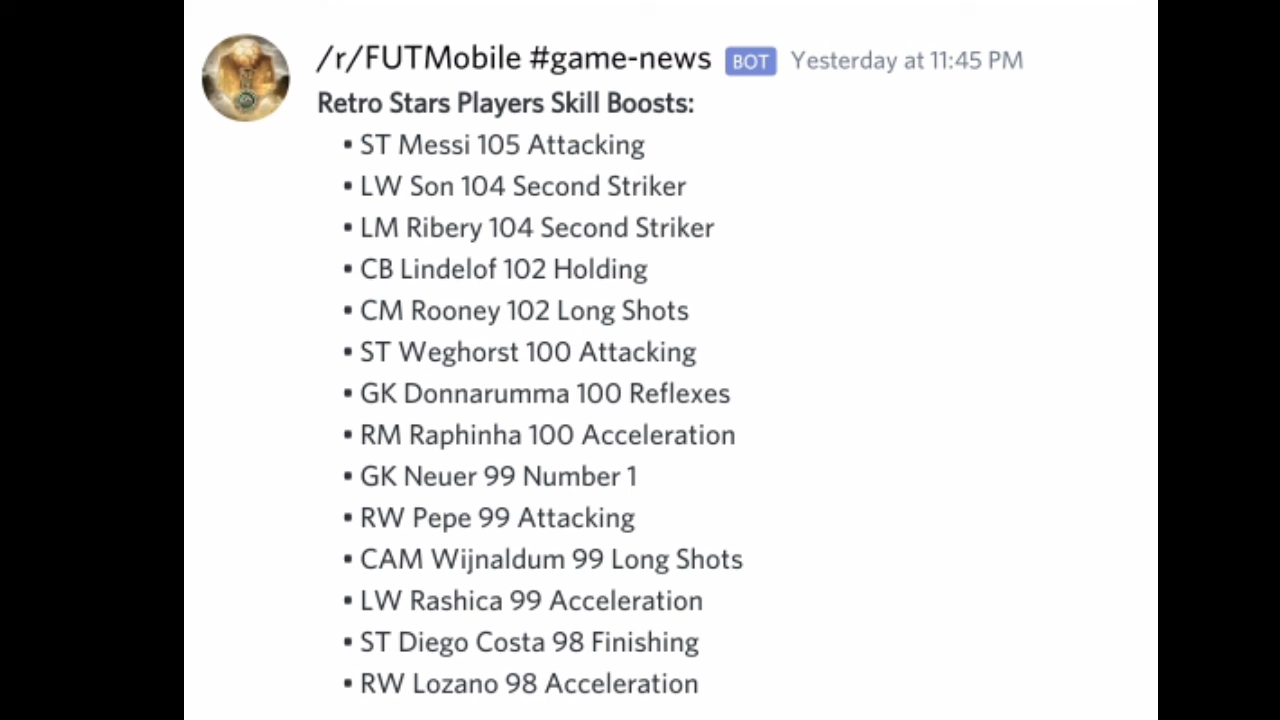 /r/FUTMobile #game-news BOT Yesterday at 11:45 PM
Retro Stars Players Skill Boosts:
▪ ST Messi 105 Attacking
▪ LW Son 104 Second Striker
▪ LM Ribery 104 Second Striker
▪ CB Lindelof 102 Holding
▪ CM Rooney 102 Long Shots
▪ ST Weghorst 100 Attacking
▪ GK Donnarumma 100 Reflexes
▪ RM Raphinha 100 Acceleration
▪ GK Neuer 99 Number 1
▪ RW Pepe 99 Attacking
▪ CAM Wijnaldum 99 Long Shots
▪ LW Rashica 99 Acceleration
▪ ST Diego Costa 98 Finishing
▪ RW Lozano 98 Acceleration